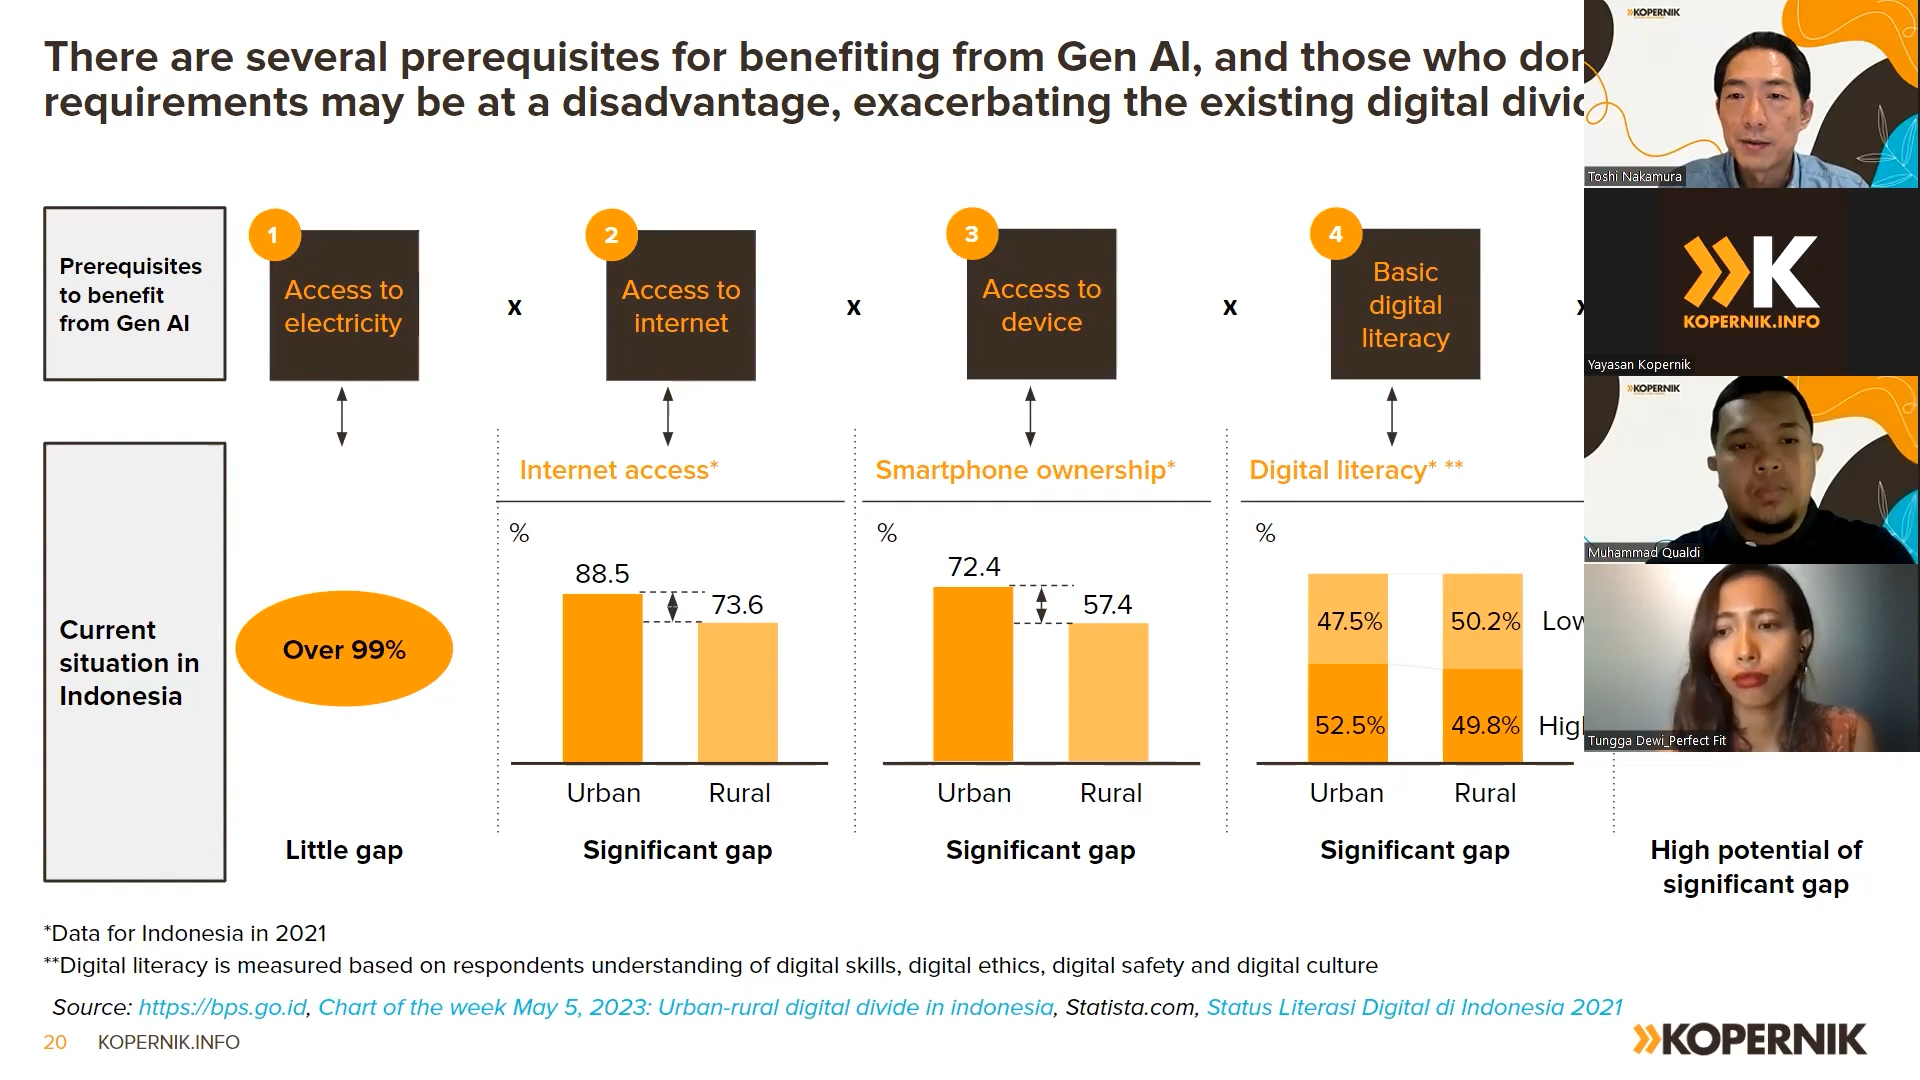 There are several prerequisites for benefiting from Gen AI, and those who
requirements may be at a disadvantage, exacerbating the existing digital
Prerequisites
to benefit
from Gen AI
1
Access to
electricity
x
2
Access to
internet
x
3
Access to
device
x
4
Basic
digital
literacy
Current
situation in
Indonesia
Over 99%
Little gap
Internet access*
%
88.5
73.6
Urban
Rural
Significant gap
Smartphone ownership*
%
72.4
57.4
Urban
Rural
Significant gap
Digital literacy* **
%
47.5%
50.2%
52.5%
49.8%
Urban
Rural
Significant gap
High potential of
significant gap
*Data for Indonesia in 2021
**Digital literacy is measured based on respondents understanding of digital skills, digital ethics, digital safety and digital culture
Source: https://bps.go.id, Chart of the week May 5, 2023: Urban-rural digital divide in indonesia, Statista.com, Status Literasi Digital di Indonesia 2021
20 KOPERNIK.INFO
KOPERNIK
KOPERNIK
Toshi Nakamura
K
KOPERNIK.INFO
Yayasan Kopernik
KOPERNIK
Muhammad Qualdi
Tungga Dewi_Perfect Fit